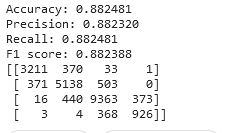 Accuracy: 0.882481
Precision: 0.882320
Recall: 0.882481
F1 score: 0.882388
[[3211 370 33 1]
[ 371 5138 503 0]
[ 16 440 9363 373]
[ 3 4 368 926]]